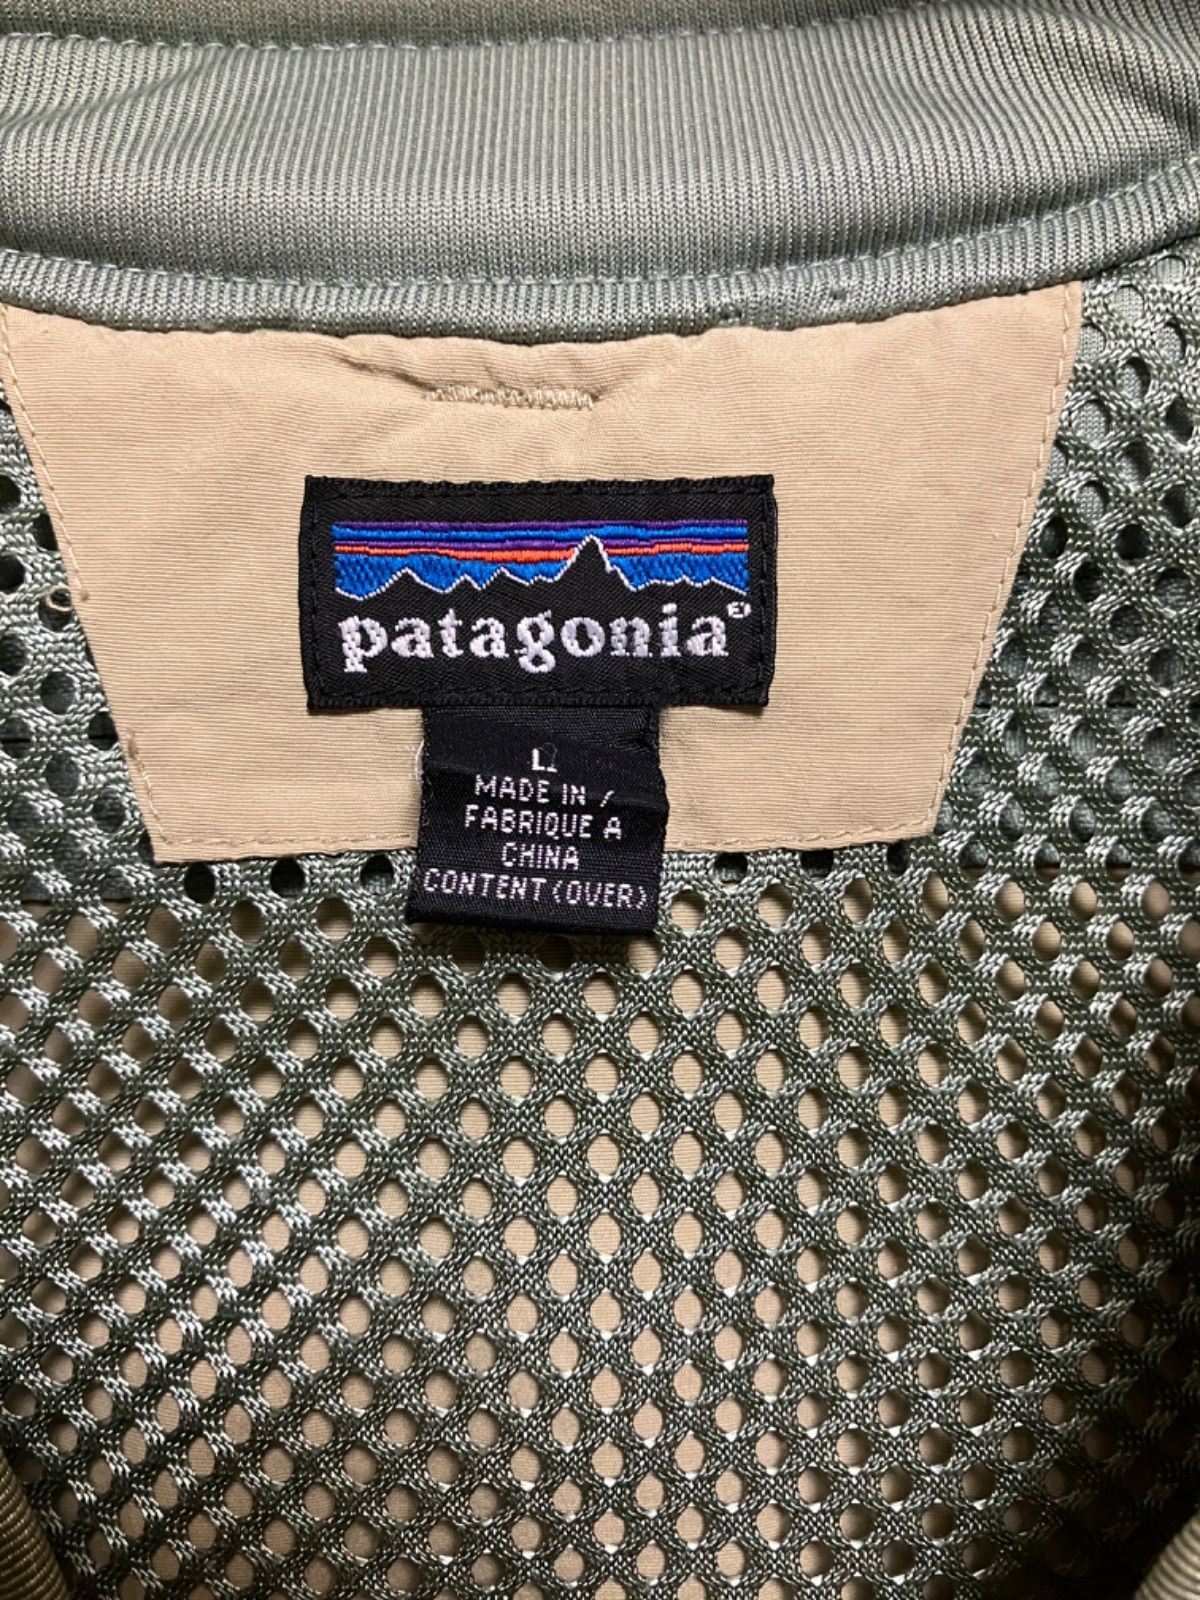 patagonia®
L
MADE IN /
FABRIQUE A
CHINA
CONTENT (OVER)